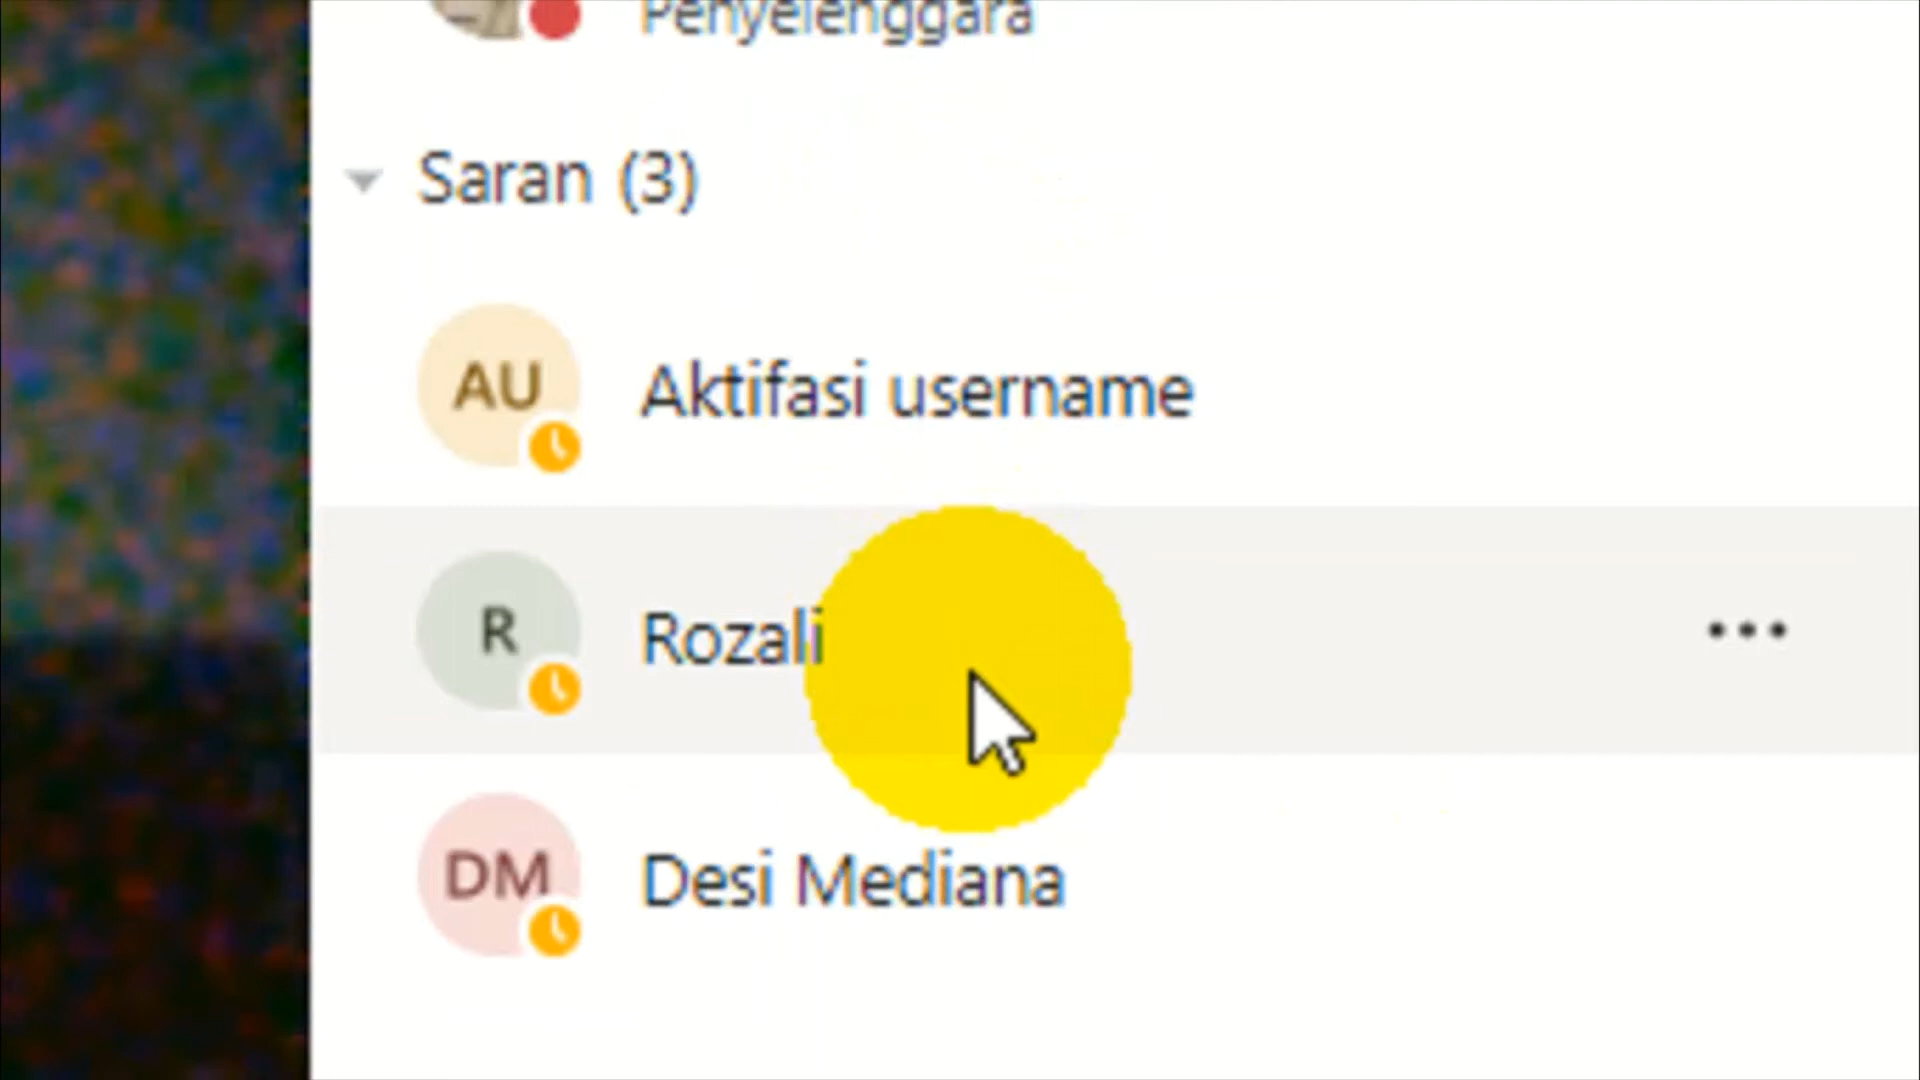 Penyelenggara
Saran (3)
AU Aktifasi username
R Rozali
DM Desi Mediana